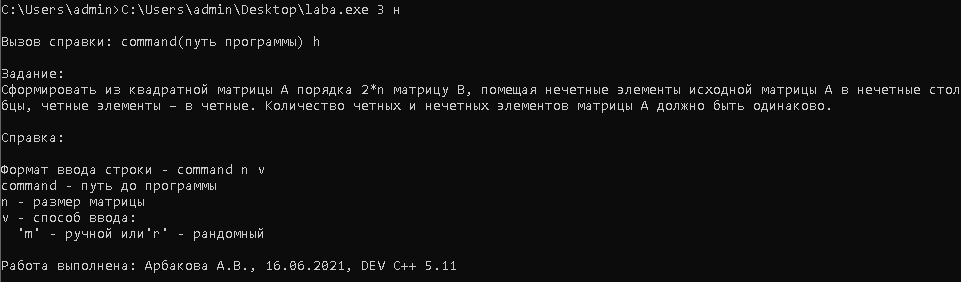 C:\Users\admin>C:\Users\admin\Desktop\laba.exe 3 н
Вызов справки: command(путь программы) h
Задание:
Сформировать из квадратной матрицы А порядка 2*n матрицу В, помещая нечетные элементы исходной матрицы А в нечетные стол
бцы, четные элементы – в четные. Количество четных и нечетных элементов матрицы А должно быть одинаково.
Справка:
Формат ввода строки - command n v
command - путь до программы
n - размер матрицы
v - способ ввода:
'm' - ручной или'r' - рандомный
Работа выполнена: Арбакова А.В., 16.06.2021, DEV C++ 5.11